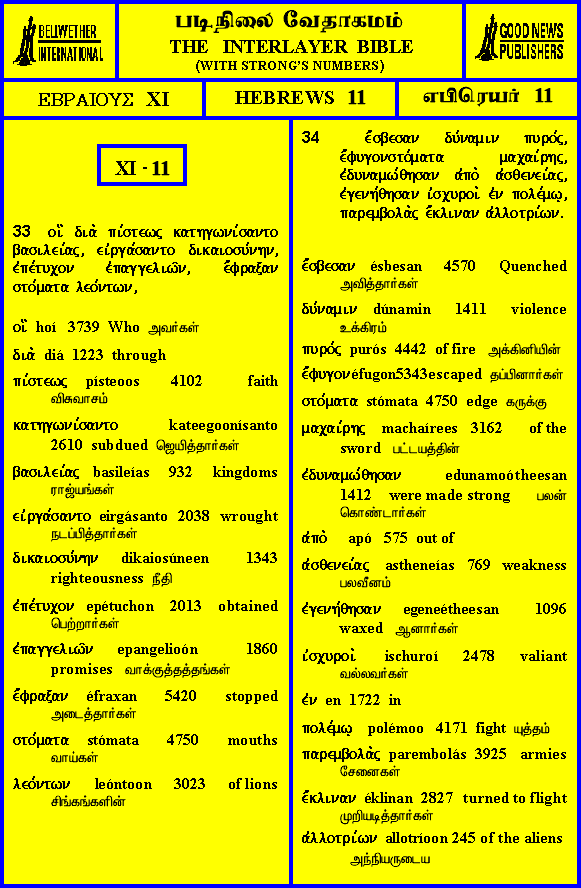 BELLWETHER
INTERNATIONAL
படிநிலை வேதாகமம்
THE INTERLAYER BIBLE
(WITH STRONG'S NUMBERS)
GOOD NEWS
PUBLISHERS
ΕΒΡΑΙΟΥΣ XI
HEBREWS 11
எபிரெயர் 11
XI - 11
33 οἳ διὰ πίστεως κατηγωνίσαντο
βασιλείας, εἰργάσαντο δικαιοσύνην,
ἐπέτυχον ἐπαγγελιῶν, ἔφραξαν
στόματα λεόντων,
οἳ hoí 3739 Who அவர்கள்
διὰ diá 1223 through
πίστεως písteoos 4102 faith
விசுவாசம்
κατηγωνίσαντο kateegoonísanto
2610 subdued ஜெயித்தார்கள்
βασιλείας basileías 932 kingdoms
ராஜ்யங்கள்
εἰργάσαντο eirgásanto 2038 wrought
நடப்பித்தார்கள்
δικαιοσύνην dikaiosúneen 1343
righteousness நீதி
ἐπέτυχον epétuchon 2013 obtained
பெற்றார்கள்
ἐπαγγελιῶν epangelioón 1860
promises வாக்குத்தத்தங்கள்
ἔφραξαν éfraxan 5420 stopped
அடைத்தார்கள்
στόματα stómata 4750 mouths
வாய்கள்
λεόντων leóntoon 3023 of lions
சிங்கங்களின்
34 ἔσβεσαν δύναμιν πυρός,
ἔφυγονστόματα μαχαίρης,
ἐδυναμώθησαν ἀπὸ ἀσθενείας,
ἐγενήθησαν ἰσχυροὶ ἐν πολέμῳ,
παρεμβολὰς ἔκλιναν ἀλλοτρίων.
ἔσβεσαν ésbesan 4570 Quenched
அவித்தார்கள்
δύναμιν dúnamin 1411 violence
உக்கிரம்
πυρός purós 4442 of fire அக்கினியின்
ἔφυγονéfugon5343escaped தப்பினார்கள்
στόματα stómata 4750 edge கருக்கு
μαχαίρης machaírees 3162 of the
sword பட்டயத்தின்
ἐδυναμώθησαν edunamoótheesan
1412 were made strong பலன்
கொண்டார்கள்
ἀπὸ apó 575 out of
ἀσθενείας astheneías 769 weakness
பலவீனம்
ἐγενήθησαν egeneétheesan 1096
waxed ஆனார்கள்
ἰσχυροὶ ischuroí 2478 valiant
வல்லவர்கள்
ἐν en 1722 in
πολέμῳ polémoo 4171 fight யுத்தம்
παρεμβολὰς parembolás 3925 armies
சேனைகள்
ἔκλιναν éklinan 2827 turned to flight
முறியடித்தார்கள்
ἀλλοτρίων allotríoon 245 of the aliens
அந்நியருடைய